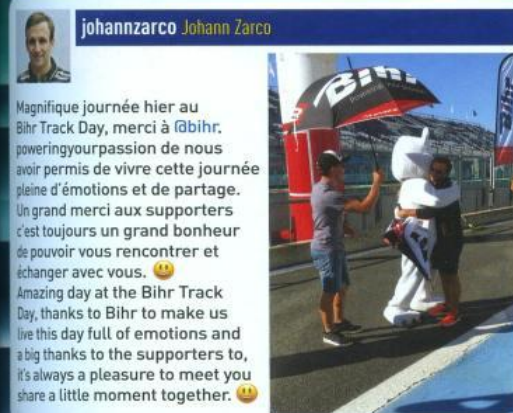 johannzarco Johann Zarco
Magnifique journée hier au
Bihr Track Day, merci à @bihr.
poweringyourpassion de nous
avoir permis de vivre cette journée
pleine d'émotions et de partage.
Un grand merci aux supporters
c'est toujours un grand bonheur
de pouvoir vous rencontrer et
échanger avec vous. 😃
Amazing day at the Bihr Track
Day, thanks to Bihr to make us
live this day full of emotions and
a big thanks to the supporters to,
it's always a pleasure to meet you
share a little moment together. 😃
Bihr